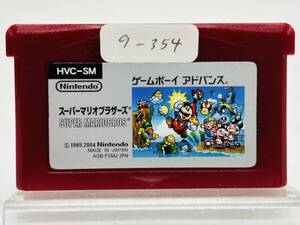 9-354
HVC-SM
Nintendo
ゲームボーイ アドバンス®
スーパーマリオブラザーズ®
SUPER MARIOBROS®
© 1985, 2004 Nintendo
MADE IN JAPAN
AGB-FSMJ-JPN